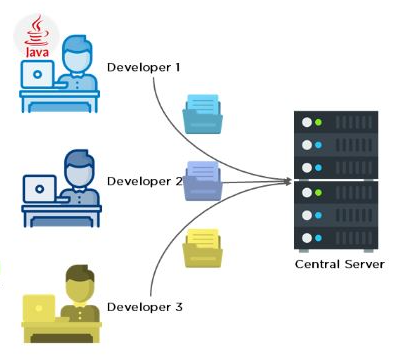 Java
Developer 1
Developer 2
Central Server
Developer 3